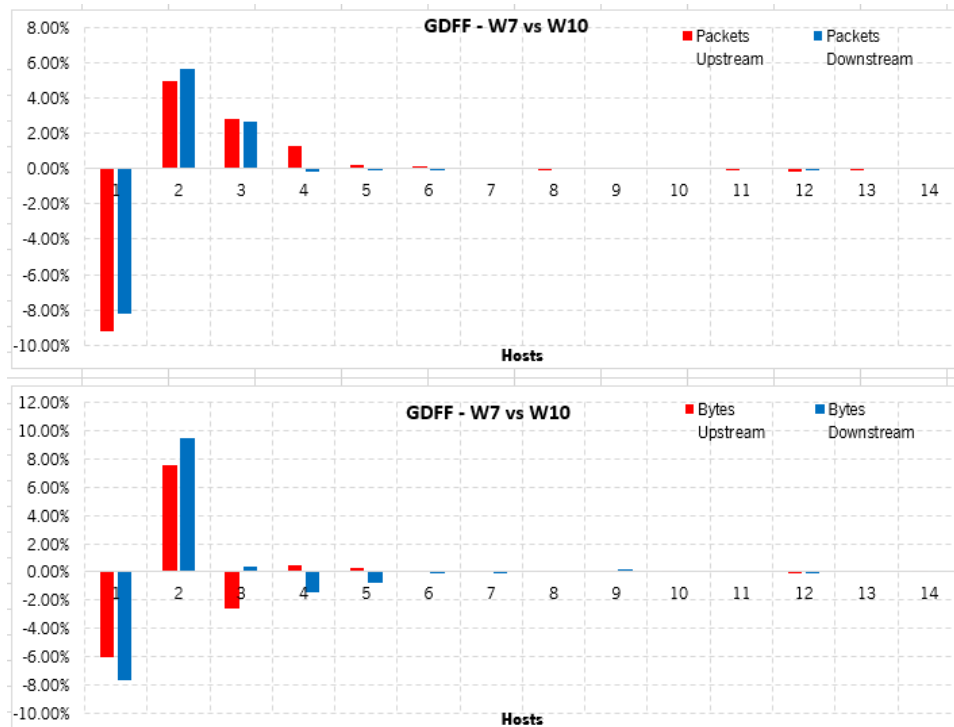 GDFF - W7 vs W10
Packets Upstream
Packets Downstream
8.00%
6.00%
4.00%
2.00%
0.00%
-2.00%
-4.00%
-6.00%
-8.00%
-10.00%
1 2 3 4 5 6 7 8 9 10 11 12 13 14
Hosts
GDFF - W7 vs W10
Bytes Upstream
Bytes Downstream
12.00%
10.00%
8.00%
6.00%
4.00%
2.00%
0.00%
-2.00%
-4.00%
-6.00%
-8.00%
-10.00%
1 2 3 4 5 6 7 8 9 10 11 12 13 14
Hosts